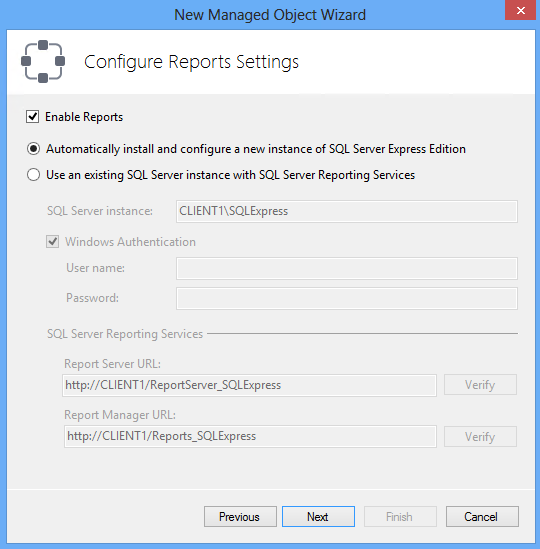 New Managed Object Wizard
Configure Reports Settings
Enable Reports
Automatically install and configure a new instance of SQL Server Express Edition
Use an existing SQL Server instance with SQL Server Reporting Services
SQL Server instance: CLIENT1\SQLExpress
Windows Authentication
User name:
Password:
SQL Server Reporting Services
Report Server URL:
http://CLIENT1/ReportServer_SQLExpress Verify
Report Manager URL:
http://CLIENT1/Reports_SQLExpress Verify
Previous Next Finish Cancel